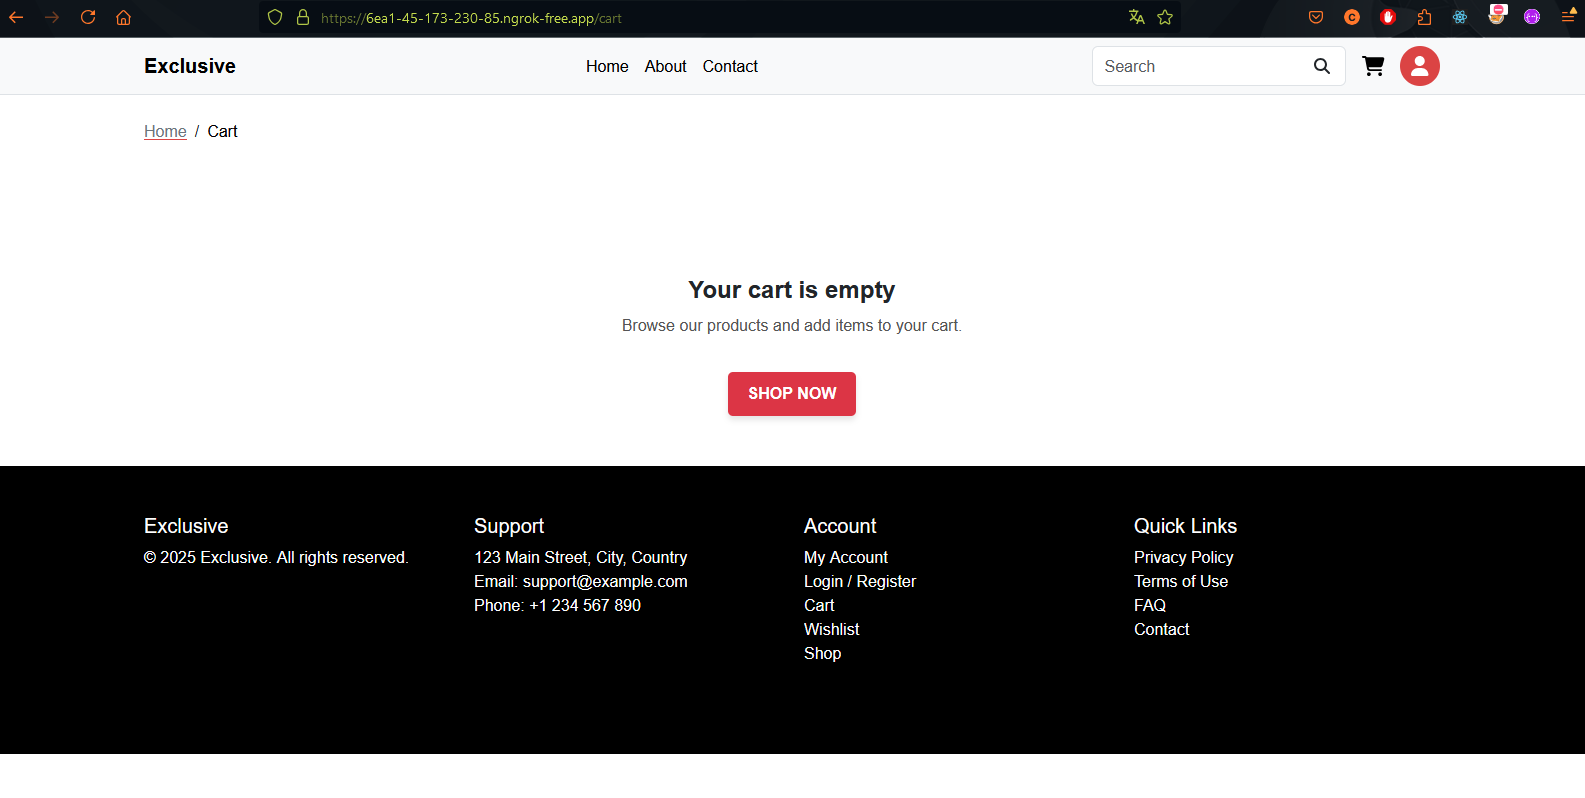 https://6ea1-45-173-230-85.ngrok-free.app/cart
Exclusive
Home About Contact
Search
Home / Cart
Your cart is empty
Browse our products and add items to your cart.
SHOP NOW
Exclusive
© 2025 Exclusive. All rights reserved.
Support
123 Main Street, City, Country
Email: support@example.com
Phone: +1 234 567 890
Account
My Account
Login / Register
Cart
Wishlist
Shop
Quick Links
Privacy Policy
Terms of Use
FAQ
Contact